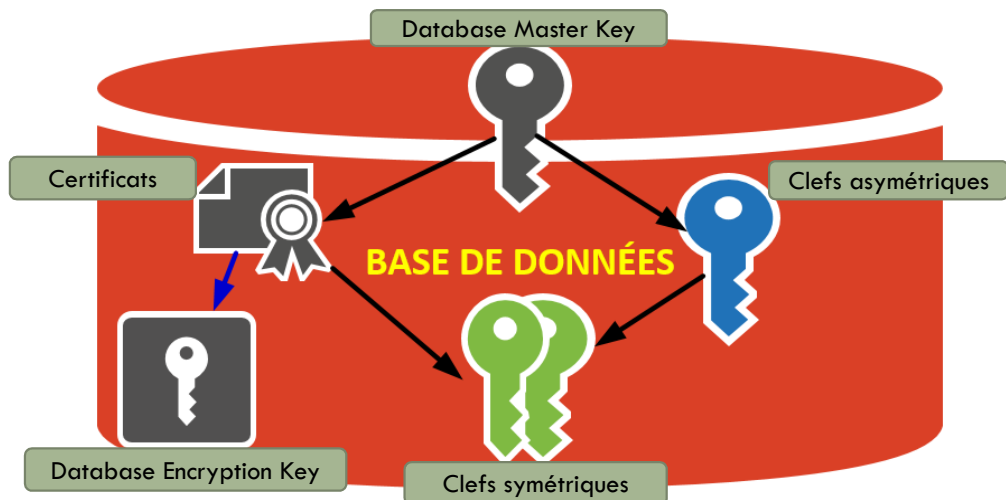 Database Master Key
Certificats
Clefs asymétriques
BASE DE DONNÉES
Database Encryption Key
Clefs symétriques